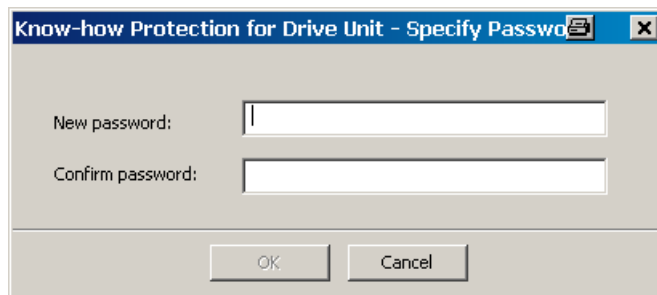 Know-how Protection for Drive Unit - Specify Passwo
New password:
Confirm password:
OK Cancel